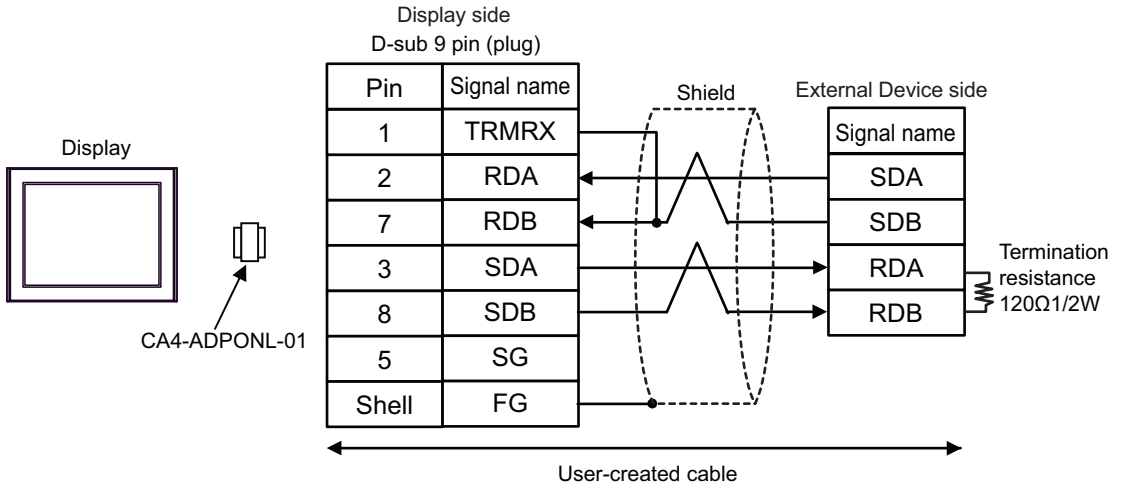 Display side
D-sub 9 pin (plug)
Pin Signal name
1 TRMRX
2 RDA
7 RDB
3 SDA
8 SDB
5 SG
Shell FG
Shield
External Device side
Signal name
SDA
SDB
RDA
RDB
Termination
resistance
120Ω1/2W
Display
CA4-ADPONL-01
User-created cable